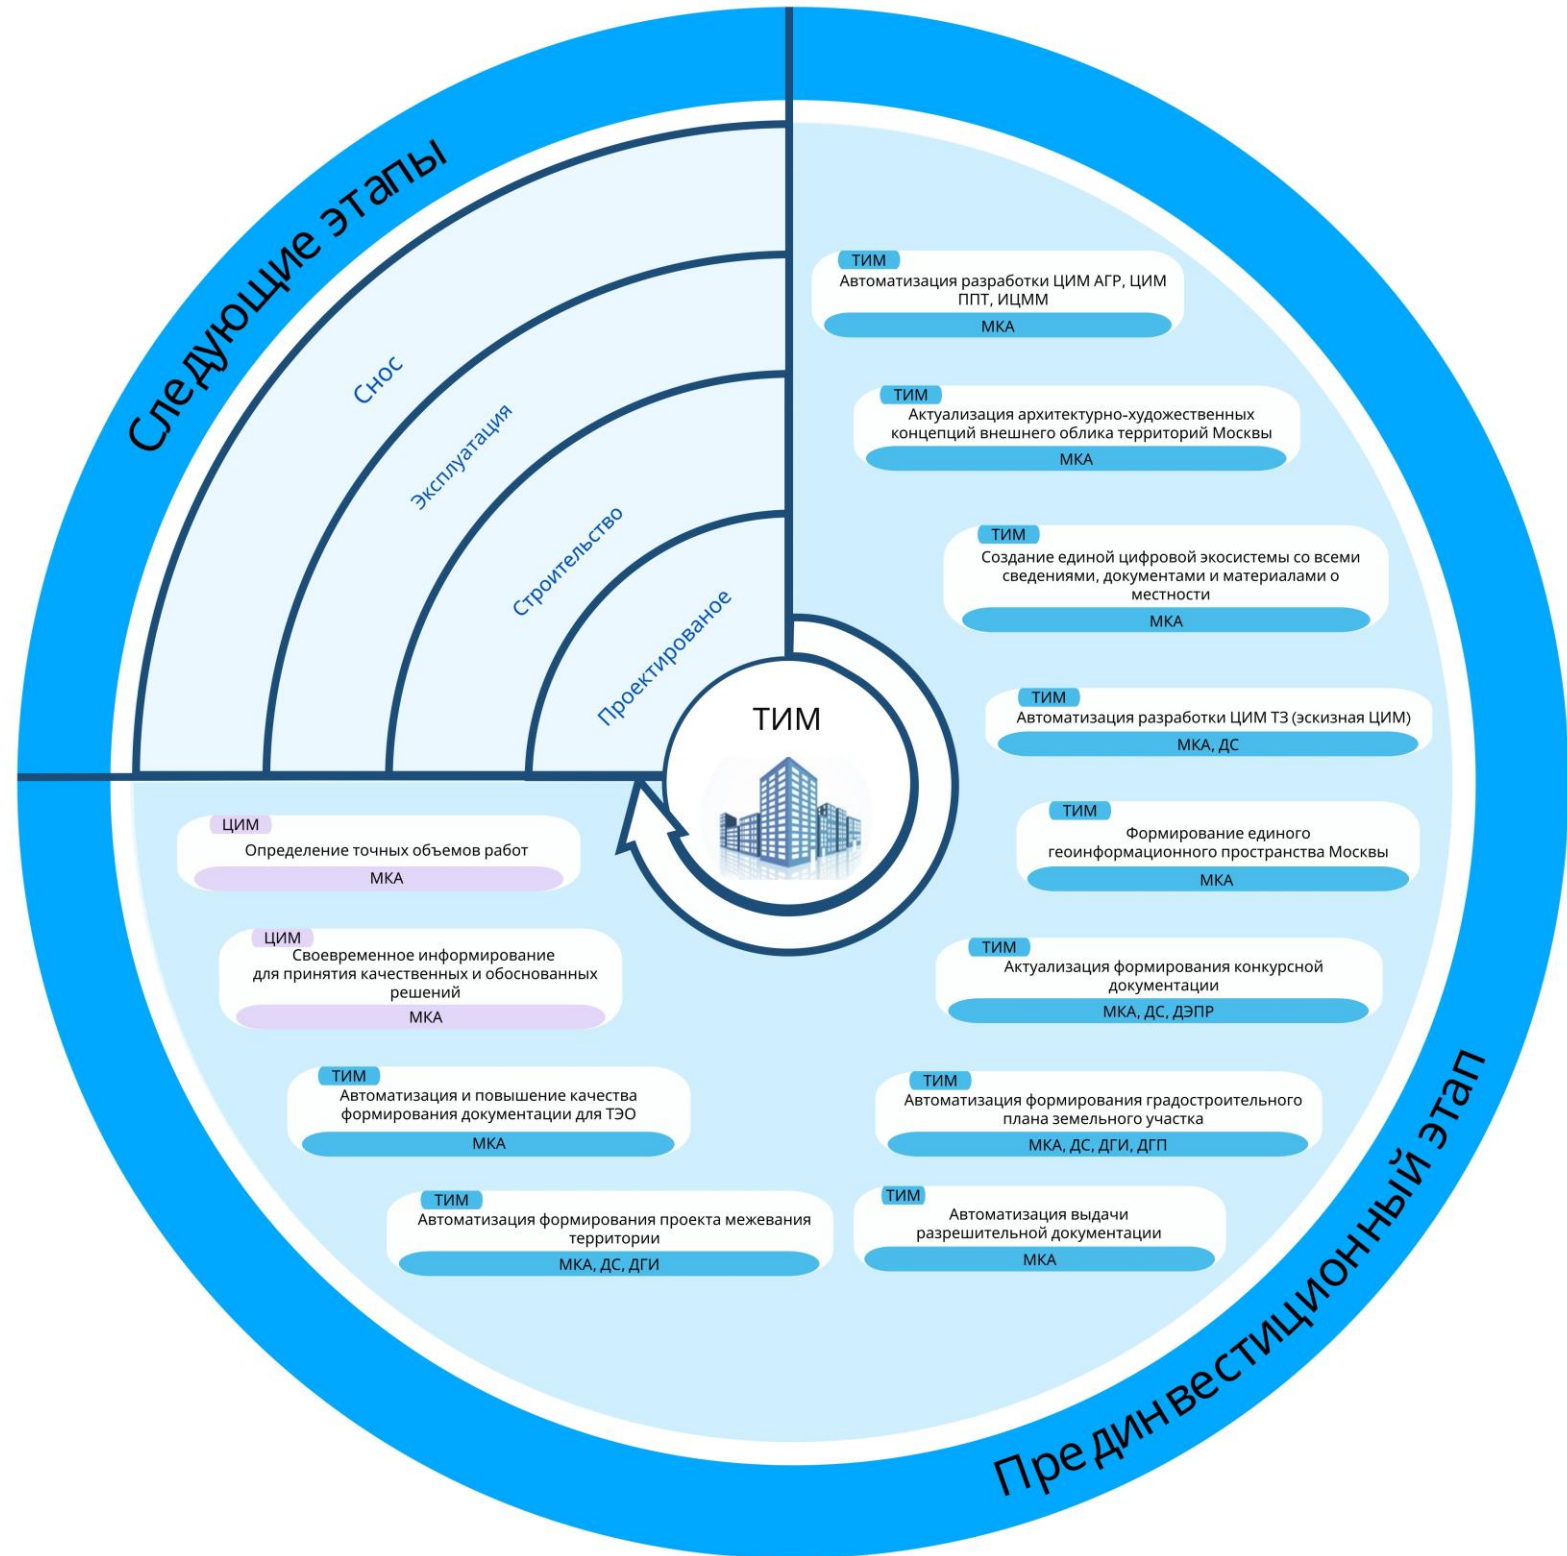 Следующие этапы
Снос
Эксплуатация
Строительство
Проектированое
ТИМ
ТИМ
Автоматизация разработки ЦИМ АГР, ЦИМ
ППТ, ИЦММ
МКА
ТИМ
Актуализация архитектурно-художественных
концепций внешнего облика территорий Москвы
МКА
ТИМ
Создание единой цифровой экосистемы со всеми
сведениями, документами и материалами о
местности
МКА
ТИМ
Автоматизация разработки ЦИМ ТЗ (эскизная ЦИМ)
МКА, ДС
ТИМ
Формирование единого
геоинформационного пространства Москвы
МКА
ТИМ
Актуализация формирования конкурсной
документации
МКА, ДС, ДЭПР
ТИМ
Автоматизация формирования градостроительного
плана земельного участка
МКА, ДС, ДГИ, ДГП
ТИМ
Автоматизация выдачи
разрешительной документации
МКА
ТИМ
Автоматизация формирования проекта межевания
территории
МКА, ДС, ДГИ
ТИМ
Автоматизация и повышение качества
формирования документации для ТЭО
МКА
ЦИМ
Своевременное информирование
для принятия качественных и обоснованных
решений
МКА
ЦИМ
Определение точных объемов работ
МКА
Прединвестиционный этап